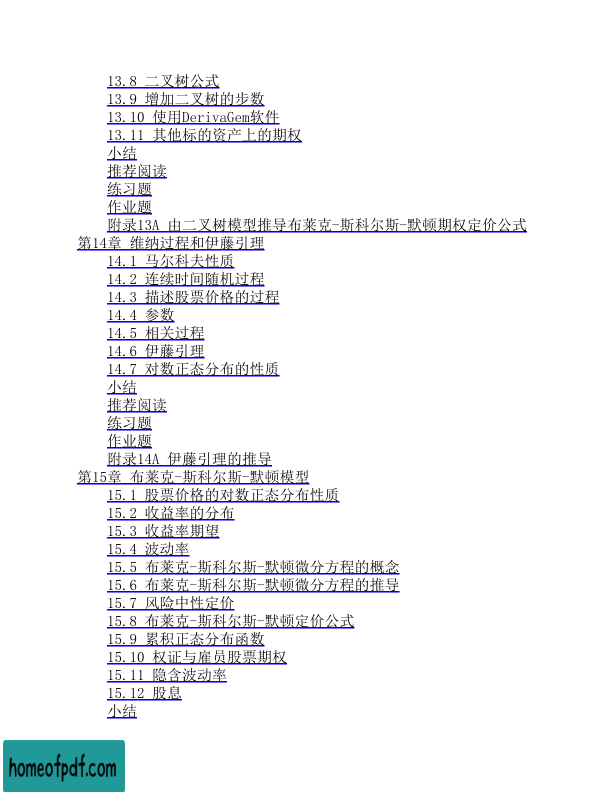 13.8 二叉树公式
13.9 增加二叉树的步数
13.10 使用DerivaGem软件
13.11 其他标的资产上的期权
小结
推荐阅读
练习题
作业题
附录13A 由二叉树模型推导布莱克-斯科尔斯-默顿期权定价公式
第14章 维纳过程和伊藤引理
14.1 马尔科夫性质
14.2 连续时间随机过程
14.3 描述股票价格的过程
14.4 参数
14.5 相关过程
14.6 伊藤引理
14.7 对数正态分布的性质
小结
推荐阅读
练习题
作业题
附录14A 伊藤引理的推导
第15章 布莱克-斯科尔斯-默顿模型
15.1 股票价格的对数正态分布性质
15.2 收益率的分布
15.3 收益率期望
15.4 波动率
15.5 布莱克-斯科尔斯-默顿微分方程的概念
15.6 布莱克-斯科尔斯-默顿微分方程的推导
15.7 风险中性定价
15.8 布莱克-斯科尔斯-默顿定价公式
15.9 累积正态分布函数
15.10 权证与雇员股票期权
15.11 隐含波动率
15.12 股息
小结
homeofpdf.com